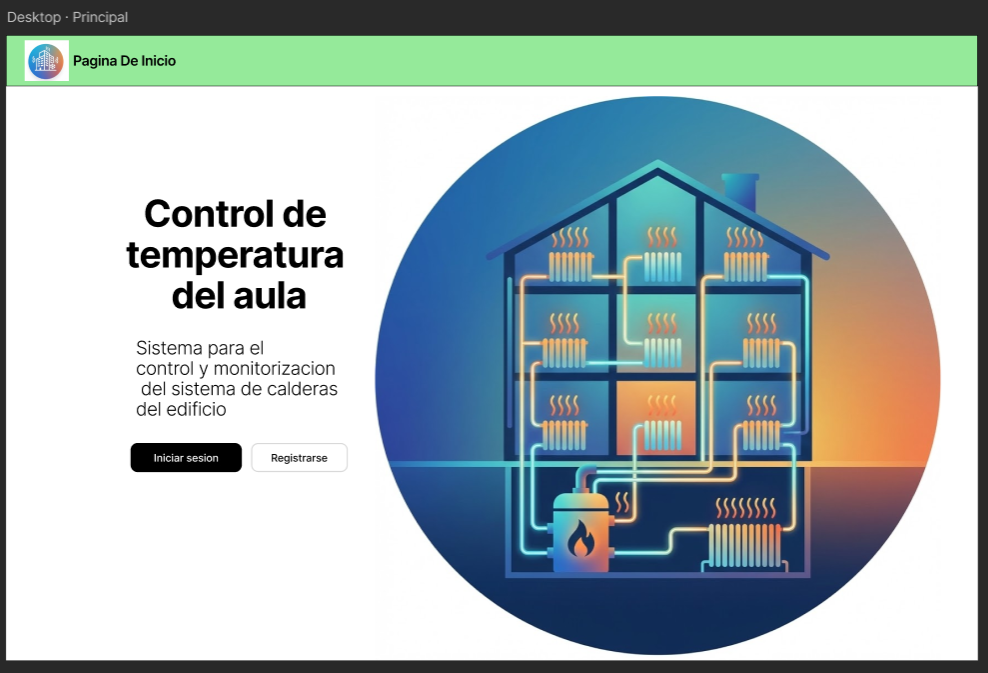 Desktop · Principal
Pagina De Inicio
Control de
temperatura
del aula
Sistema para el
control y monitorizacion
del sistema de calderas
del edificio
Iniciar sesion
Registrarse